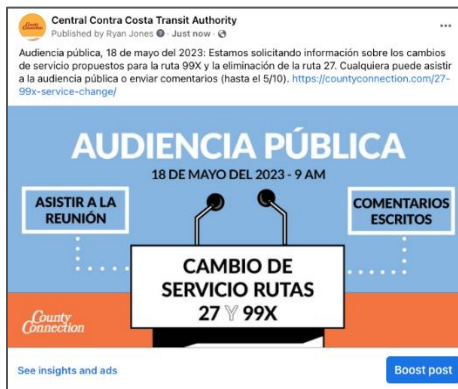 Central Contra Costa Transit Authority
Published by Ryan Jones · Just now ·
Audiencia pública, 18 de mayo del 2023: Estamos solicitando información sobre los cambios
de servicio propuestos para la ruta 99X y la eliminación de la ruta 27. Cualquiera puede asistir
a la audiencia pública o enviar comentarios (hasta el 5/10). https://countyconnection.com/27-
99x-service-change/
AUDIENCIA PÚBLICA
18 DE MAYO DEL 2023 - 9 AM
ASISTIR A LA
REUNIÓN
COMENTARIOS
ESCRITOS
CAMBIO DE
SERVICIO RUTAS
27 Y 99X
County
Connection
See insights and ads
Boost post